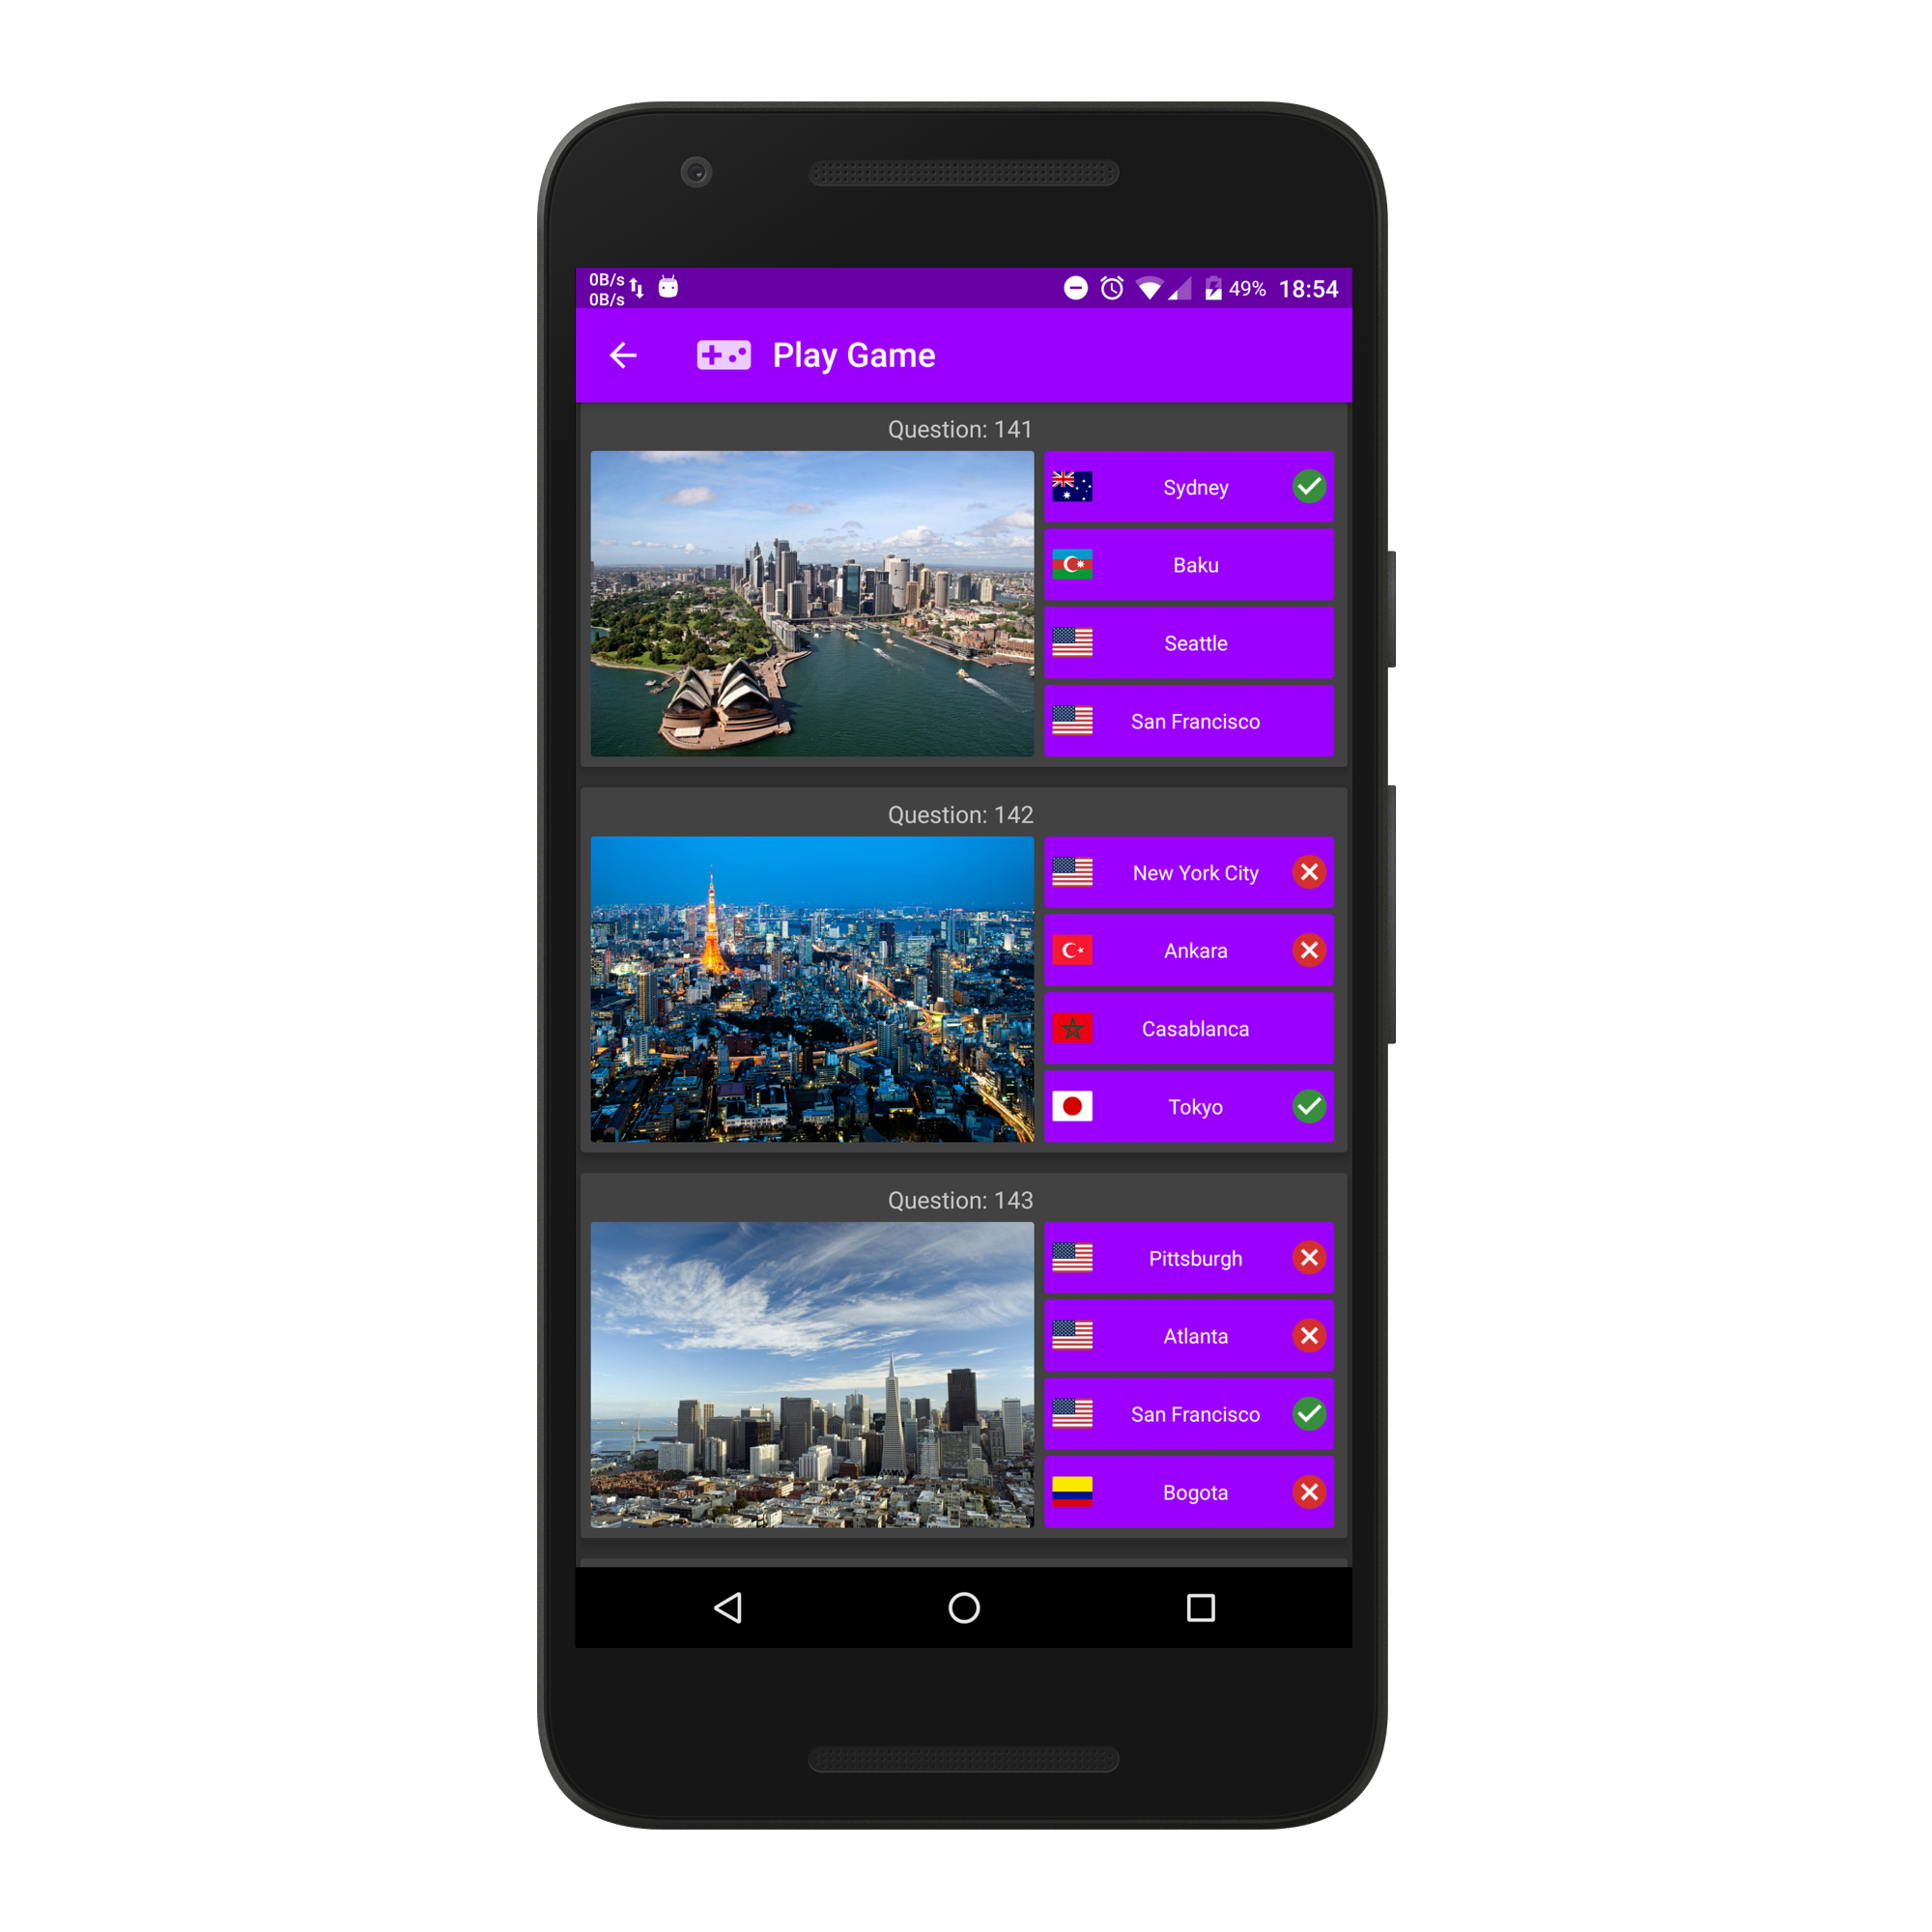 0B/s
0B/s
49% 18:54
Play Game
Question: 141
Sydney
Baku
Seattle
San Francisco
Question: 142
New York City
Ankara
Casablanca
Tokyo
Question: 143
Pittsburgh
Atlanta
San Francisco
Bogota